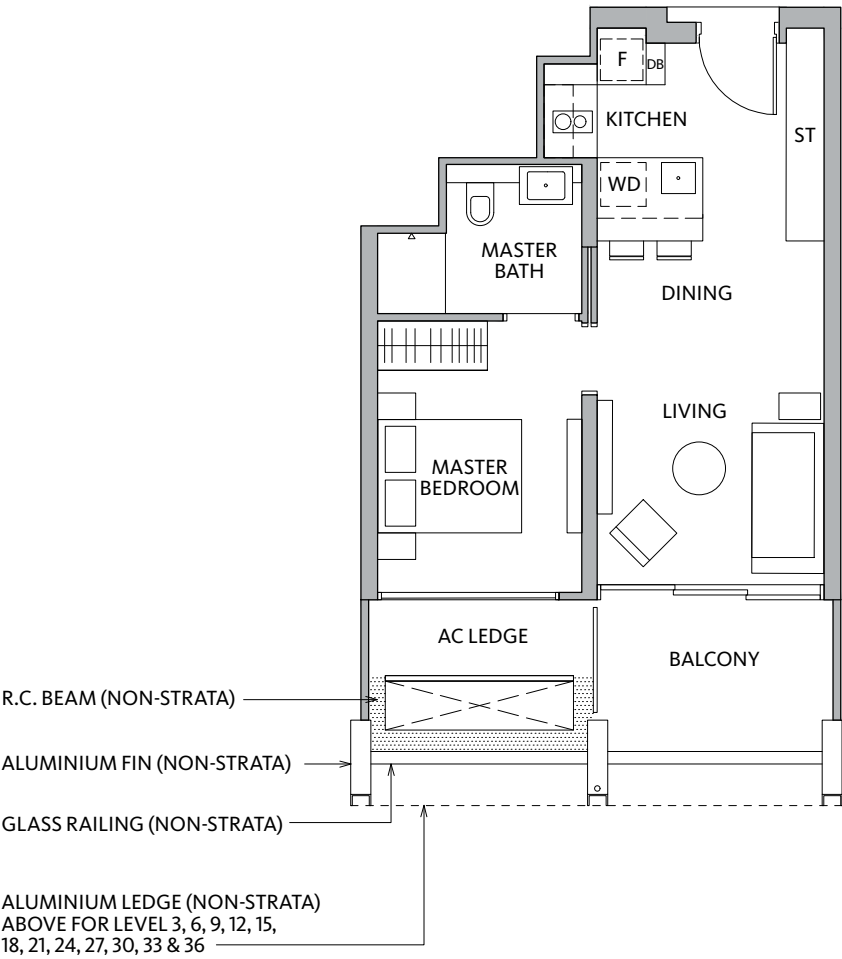 F
DB
KITCHEN
ST
WD
MASTER
BATH
DINING
LIVING
MASTER
BEDROOM
AC LEDGE
BALCONY
R.C. BEAM (NON-STRATA)
ALUMINIUM FIN (NON-STRATA)
GLASS RAILING (NON-STRATA)
ALUMINIUM LEDGE (NON-STRATA)
ABOVE FOR LEVEL 3, 6, 9, 12, 15,
18, 21, 24, 27, 30, 33 & 36